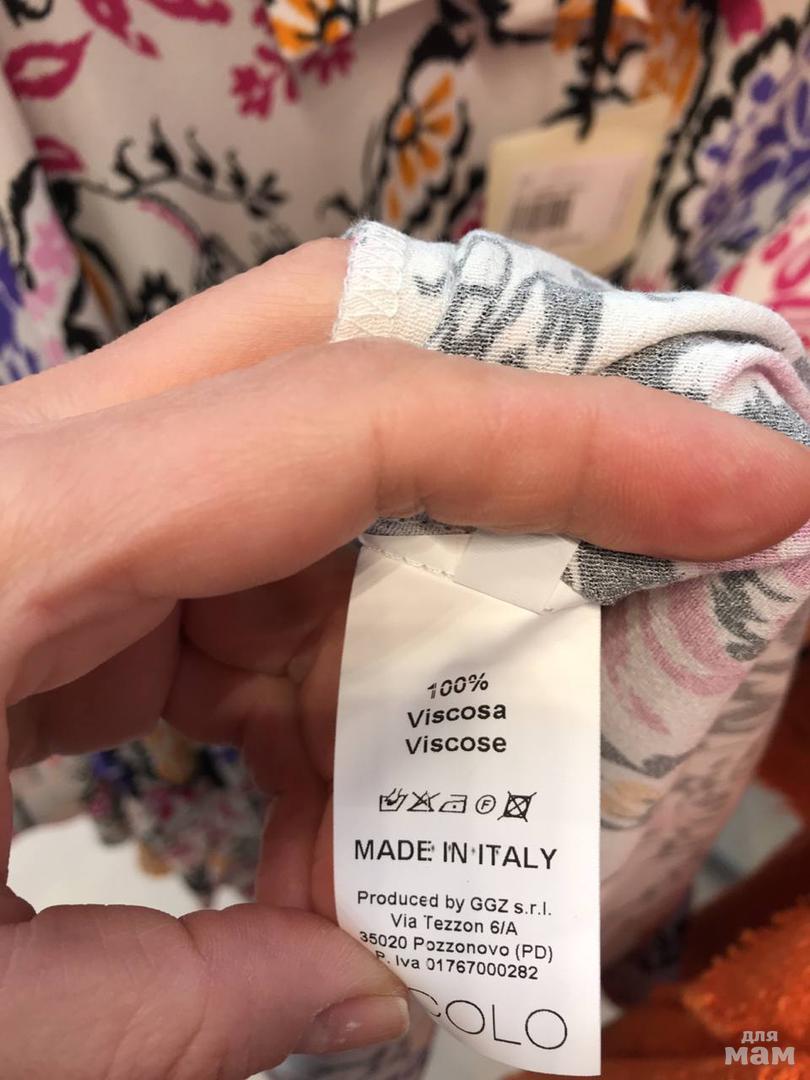 100%
Viscosa
Viscose
MADE IN ITALY
Produced by GGZ s.r.l.
Via Tezzon 6/A
35020 Pozzonovo (PD)
P. Iva 01767000282
COLO
для
мам